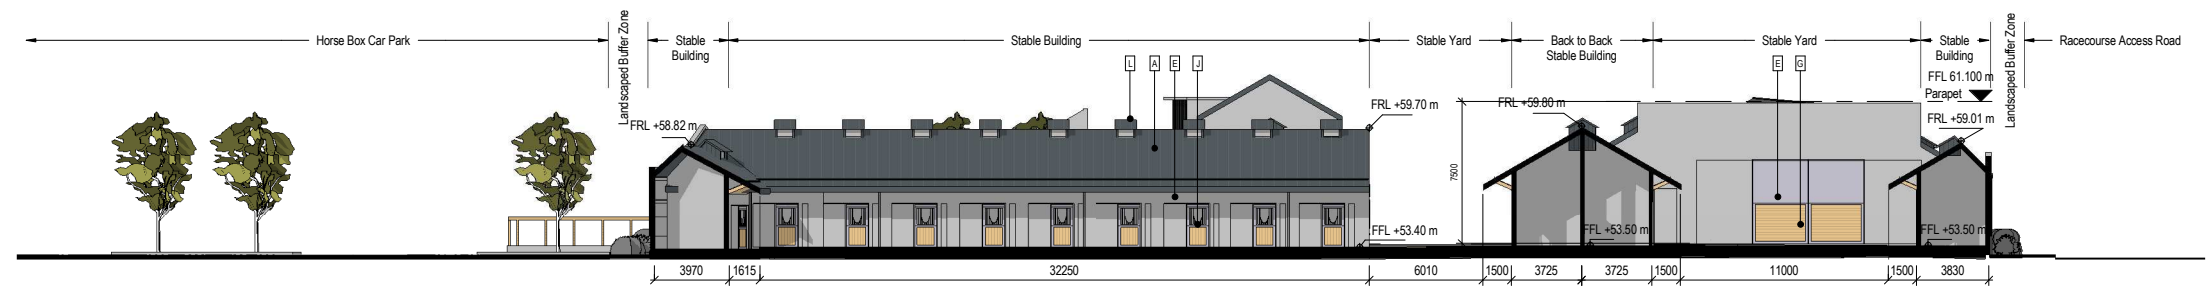 Horse Box Car Park
Landscaped Buffer Zone
Stable
Building
Stable Building
Stable Yard
Back to Back
Stable Building
Stable Yard
Stable
Building
Landscaped Buffer Zone
Racecourse Access Road
L
A
E
J
E
G
FFL 61.100 m
Parapet
FRL +58.82 m
FRL +59.70 m
FRL +59.80 m
FRL +59.01 m
7500
FFL +53.40 m
FFL +53.50 m
FFL +53.50 m
3970
1615
32250
6010
1500
3725
3725
1500
11000
1500
3830